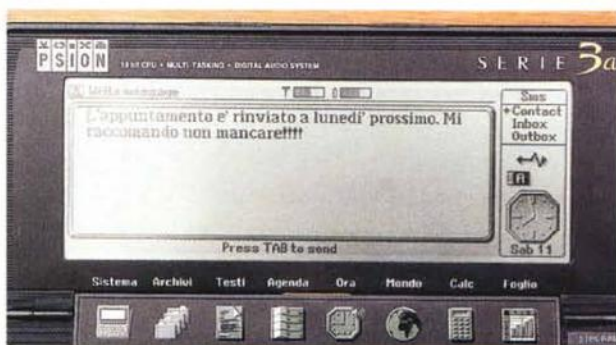 PSION
16 BIT CPU • MULTI-TASKING • DIGITAL AUDIO SYSTEM
SERIE 3a
Write message
L'appuntamento e' rinviato a lunedi' prossimo. Mi
raccomando non mancare!!!!
Press TAB to send
Sms
Contact
Inbox
Outbox
A
Sab 11
Sistema Archivi Testi Agenda Ora Mondo Calc Foglio